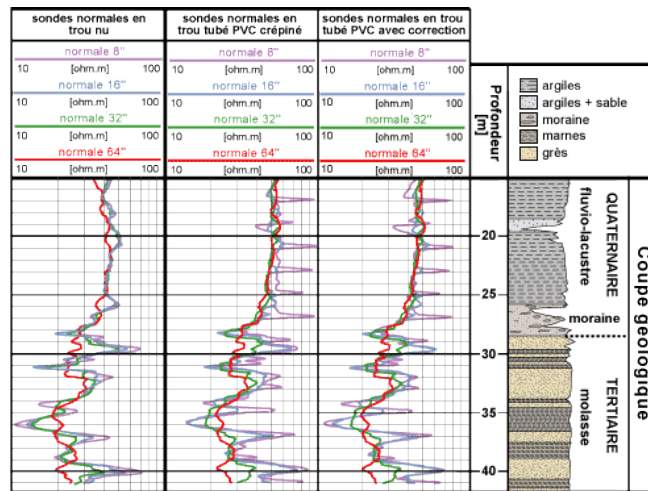 sondes normales en
trou nu
sondes normales en
trou tubé PVC crépiné
sondes normales en trou
tubé PVC avec correction
normale 8"
10 [ohm.m] 100
normale 16"
10 [ohm.m] 100
normale 32"
10 [ohm.m] 100
normale 64"
10 [ohm.m] 100
normale 8"
10 [ohm.m] 100
normale 16"
10 [ohm.m] 100
normale 32"
10 [ohm.m] 100
normale 64"
10 [ohm.m] 100
normale 8"
10 [ohm.m] 100
normale 16"
10 [ohm.m] 100
normale 32"
10 [ohm.m] 100
normale 64"
10 [ohm.m] 100
Profondeur
[m]
argiles
argiles + sable
moraine
marnes
grès
20
25
30
35
40
fluvio-lacustre
QUATERNAIRE
moraine
molasse
TERTIAIRE
Coupe geologique